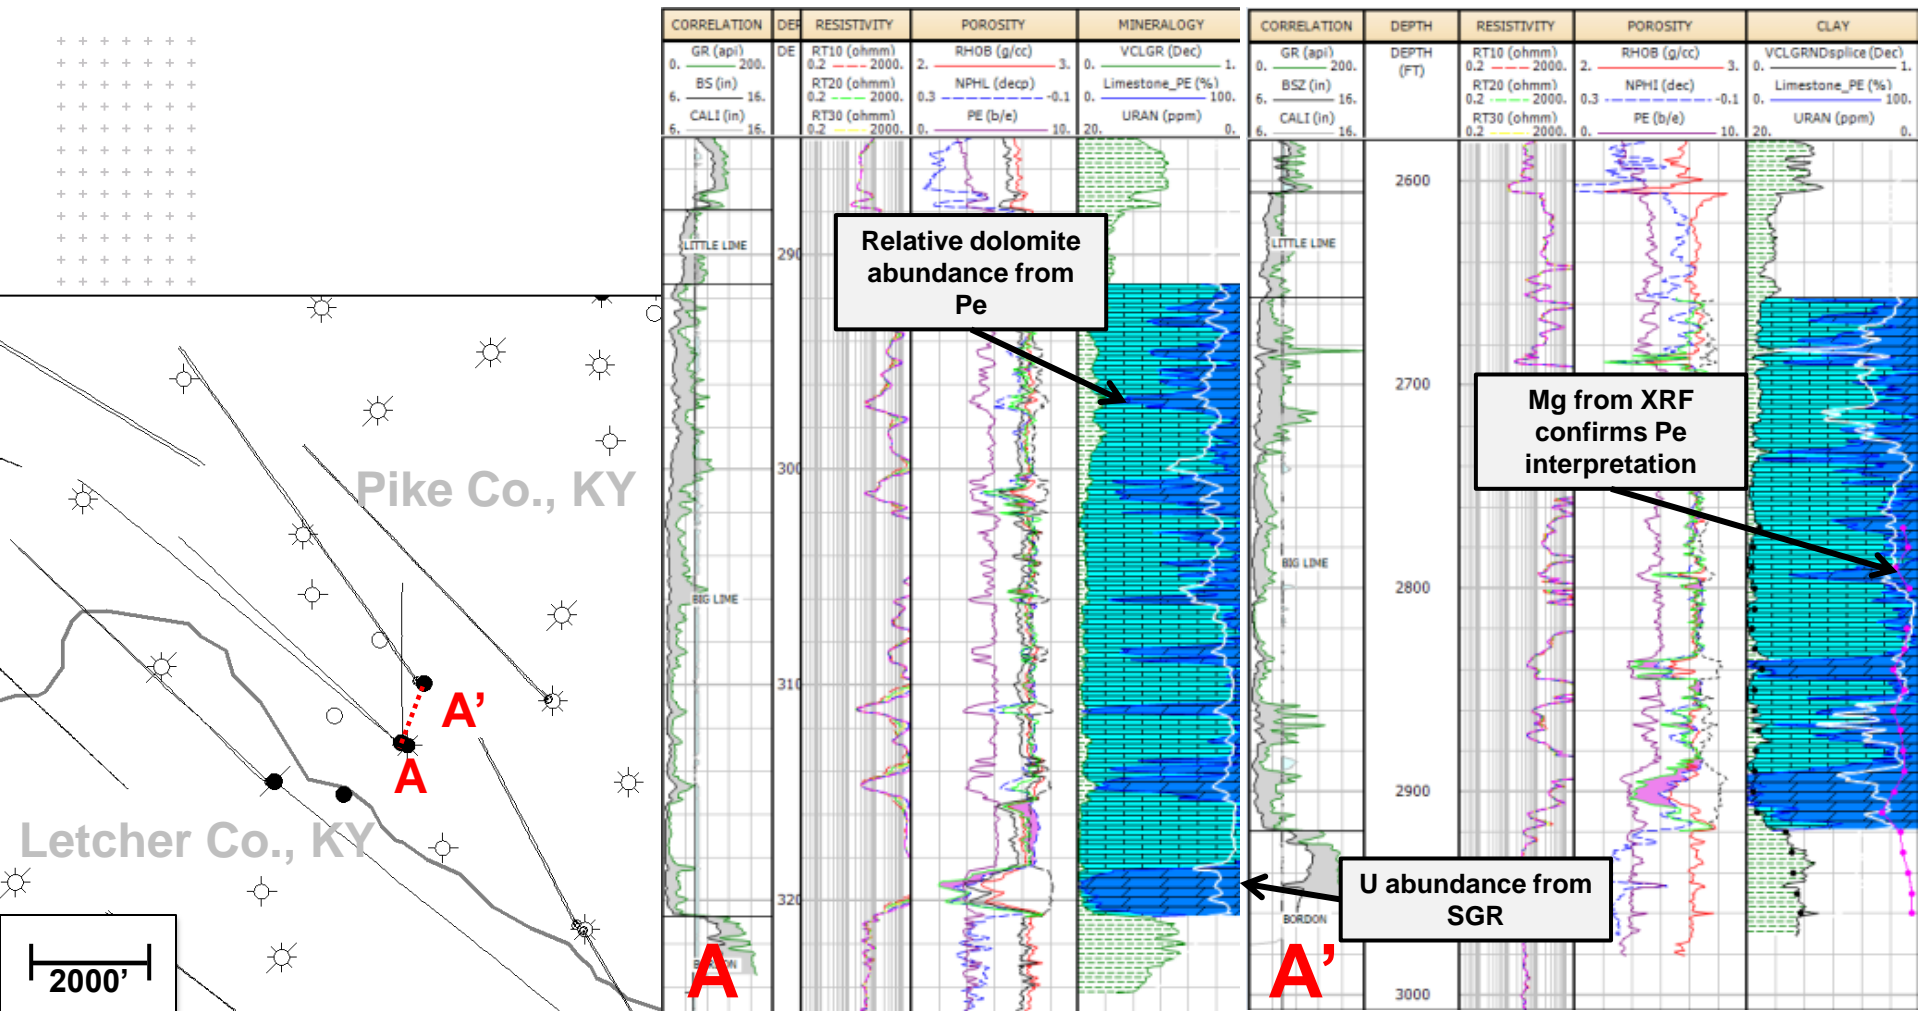 Pike Co., KY
A'
A
Letcher Co., KY
2000'
CORRELATION DEP RESISTIVITY POROSITY MINERALOGY
GR (api) DE RT10 (ohmm) RHOB (g/cc) VCLGR (Dec)
0. 200. 0.2 2000. 2. 3. 0. 1.
BS (in) RT20 (ohmm) NPHL (decp) Limestone_PE (%)
6. 16. 0.2 2000. 0.3 -0.1 0. 100.
CALI (in) RT30 (ohmm) PE (b/e) URAN (ppm)
6. 16. 0.2 2000. 0. 10. 20. 0.
LITTLE LIME
290
Relative dolomite
abundance from
Pe
300
BIG LIME
310
320
A
CORRELATION DEPTH RESISTIVITY POROSITY CLAY
GR (api) DEPTH RT10 (ohmm) RHOB (g/cc) VCLGRNDsplice (Dec)
0. 200. (FT) 0.2 2000. 2. 3. 0. 1.
BSZ (in) RT20 (ohmm) NPHI (dec) Limestone_PE (%)
6. 16. 0.2 2000. 0.3 -0.1 0. 100.
CALI (in) RT30 (ohmm) PE (b/e) URAN (ppm)
6. 16. 0.2 2000. 0. 10. 20. 0.
2600
LITTLE LIME
2700
Mg from XRF
confirms Pe
interpretation
BIG LIME
2800
2900
U abundance from
SGR
BORDON
A'
3000